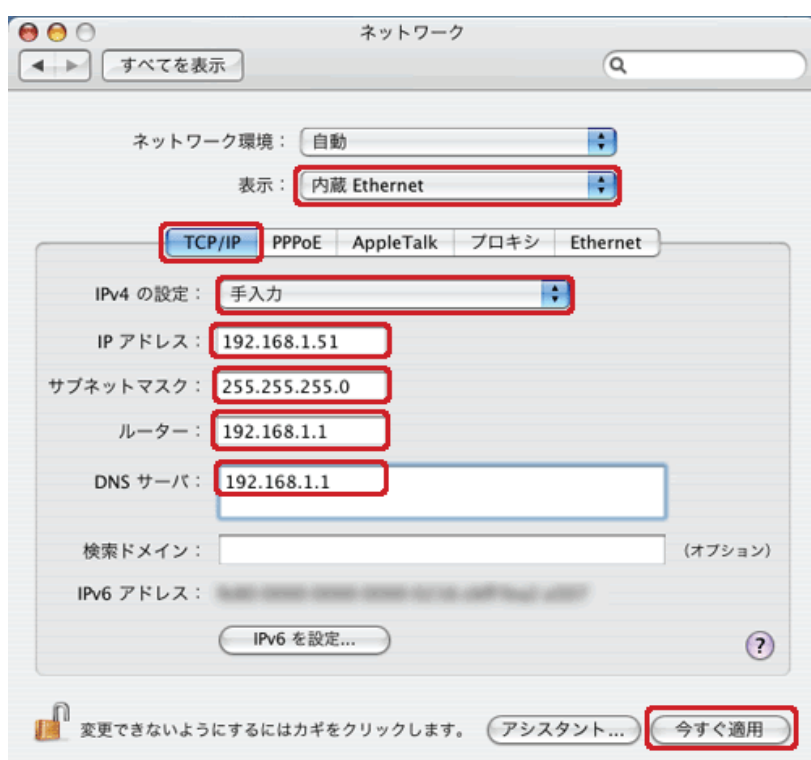 ネットワーク
すべてを表示
ネットワーク環境： 自動
表示： 内蔵 Ethernet
TCP/IP PPPoE AppleTalk プロキシ Ethernet
IPv4 の設定： 手入力
IP アドレス： 192.168.1.51
サブネットマスク： 255.255.255.0
ルーター： 192.168.1.1
DNS サーバ： 192.168.1.1
検索ドメイン： (オプション)
IPv6 アドレス：
IPv6 を設定...
?
変更できないようにするにはカギをクリックします。 アシスタント... 今すぐ適用